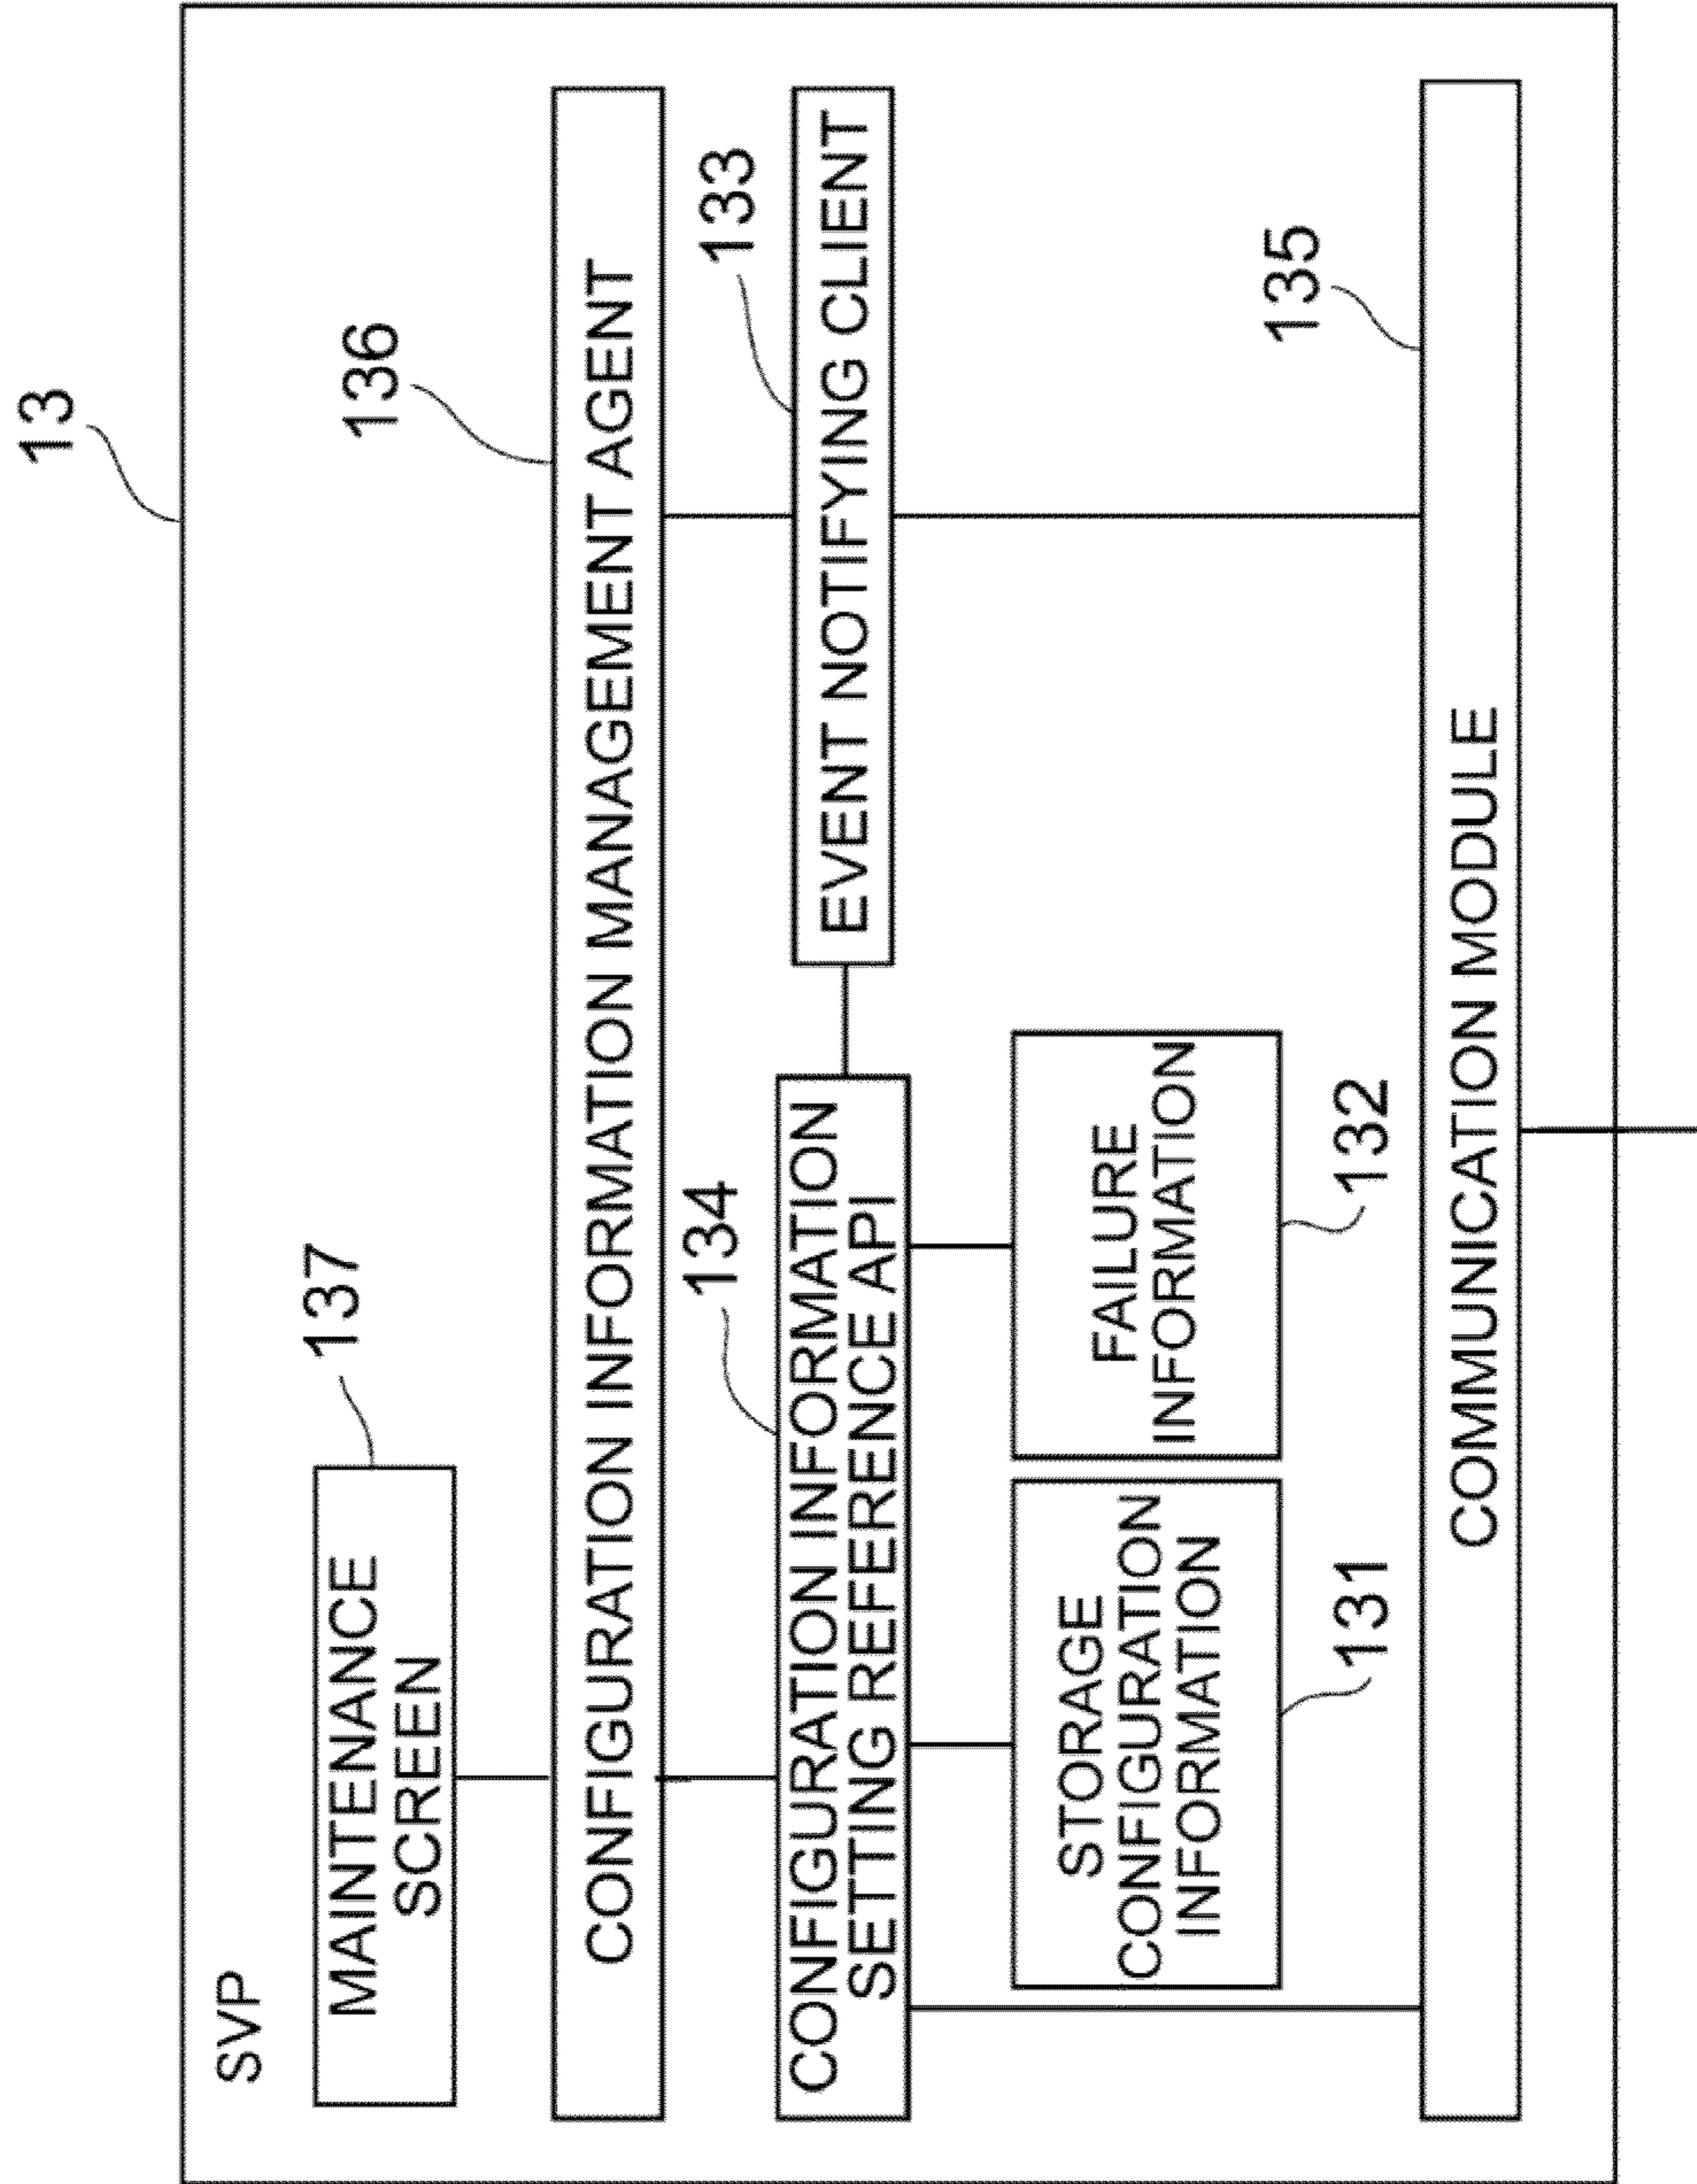 13
SVP
MAINTENANCE
SCREEN
137
136
CONFIGURATION INFORMATION MANAGEMENT AGENT
134
133
CONFIGURATION INFORMATION
SETTING REFERENCE API
EVENT NOTIFYING CLIENT
STORAGE
CONFIGURATION
INFORMATION
FAILURE
INFORMATION
131
132
135
COMMUNICATION MODULE